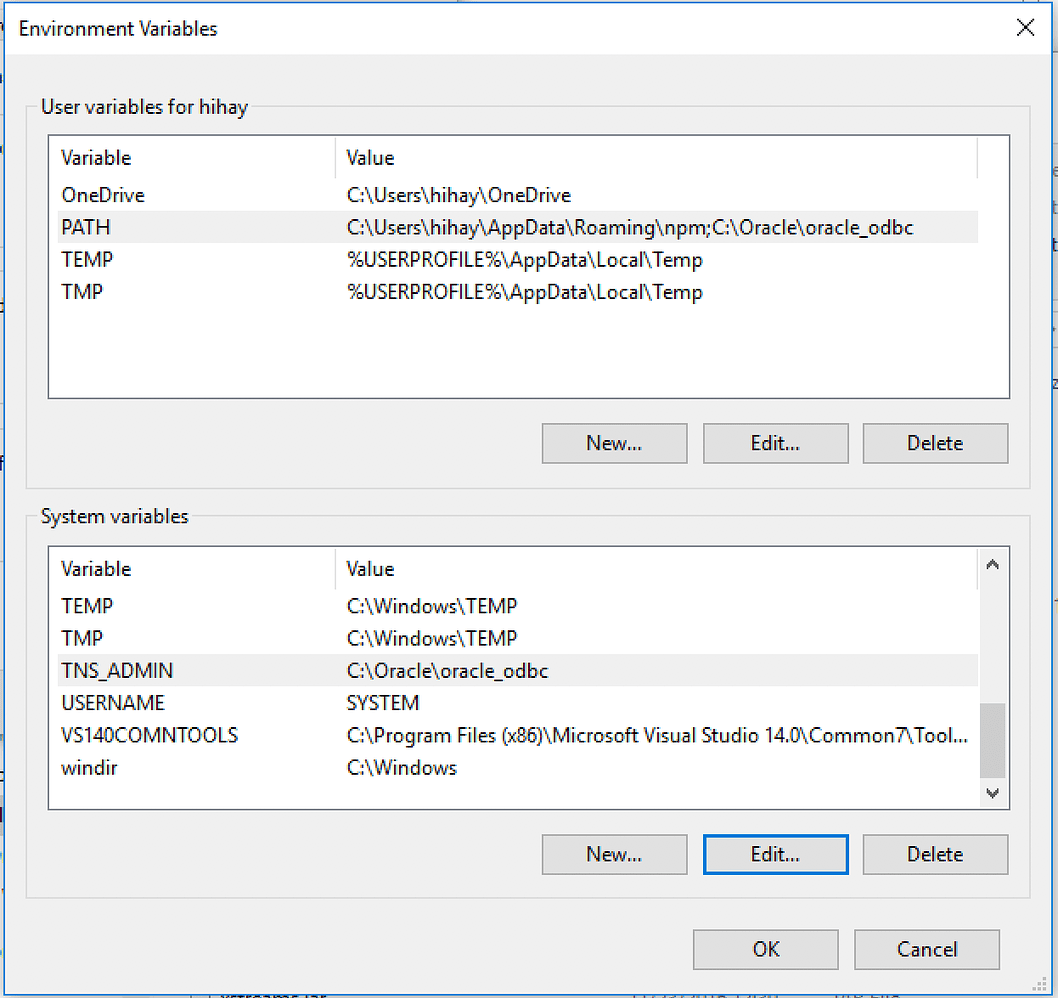 Environment Variables
User variables for hihay
Variable Value
OneDrive C:\Users\hihay\OneDrive
PATH C:\Users\hihay\AppData\Roaming\npm;C:\Oracle\oracle_odbc
TEMP %USERPROFILE%\AppData\Local\Temp
TMP %USERPROFILE%\AppData\Local\Temp
New... Edit... Delete
System variables
Variable Value
TEMP C:\Windows\TEMP
TMP C:\Windows\TEMP
TNS_ADMIN C:\Oracle\oracle_odbc
USERNAME SYSTEM
VS140COMNTOOLS C:\Program Files (x86)\Microsoft Visual Studio 14.0\Common7\Tool...
windir C:\Windows
New... Edit... Delete
OK Cancel